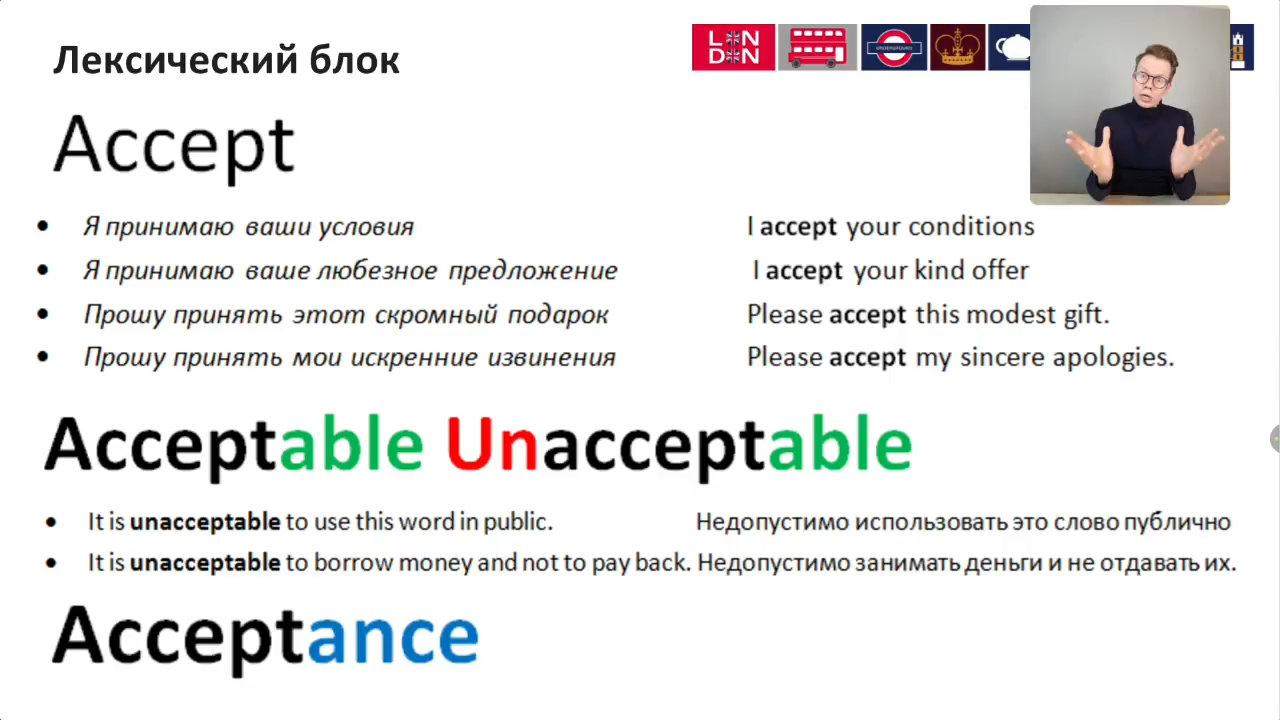 Лексический блок
L N
D N
UNDERGROUND
Accept
• Я принимаю ваши условия I accept your conditions
• Я принимаю ваше любезное предложение I accept your kind offer
• Прошу принять этот скромный подарок Please accept this modest gift.
• Прошу принять мои искренние извинения Please accept my sincere apologies.
Acceptable Unacceptable
• It is unacceptable to use this word in public. Недопустимо использовать это слово публично
• It is unacceptable to borrow money and not to pay back. Недопустимо занимать деньги и не отдавать их.
Acceptance